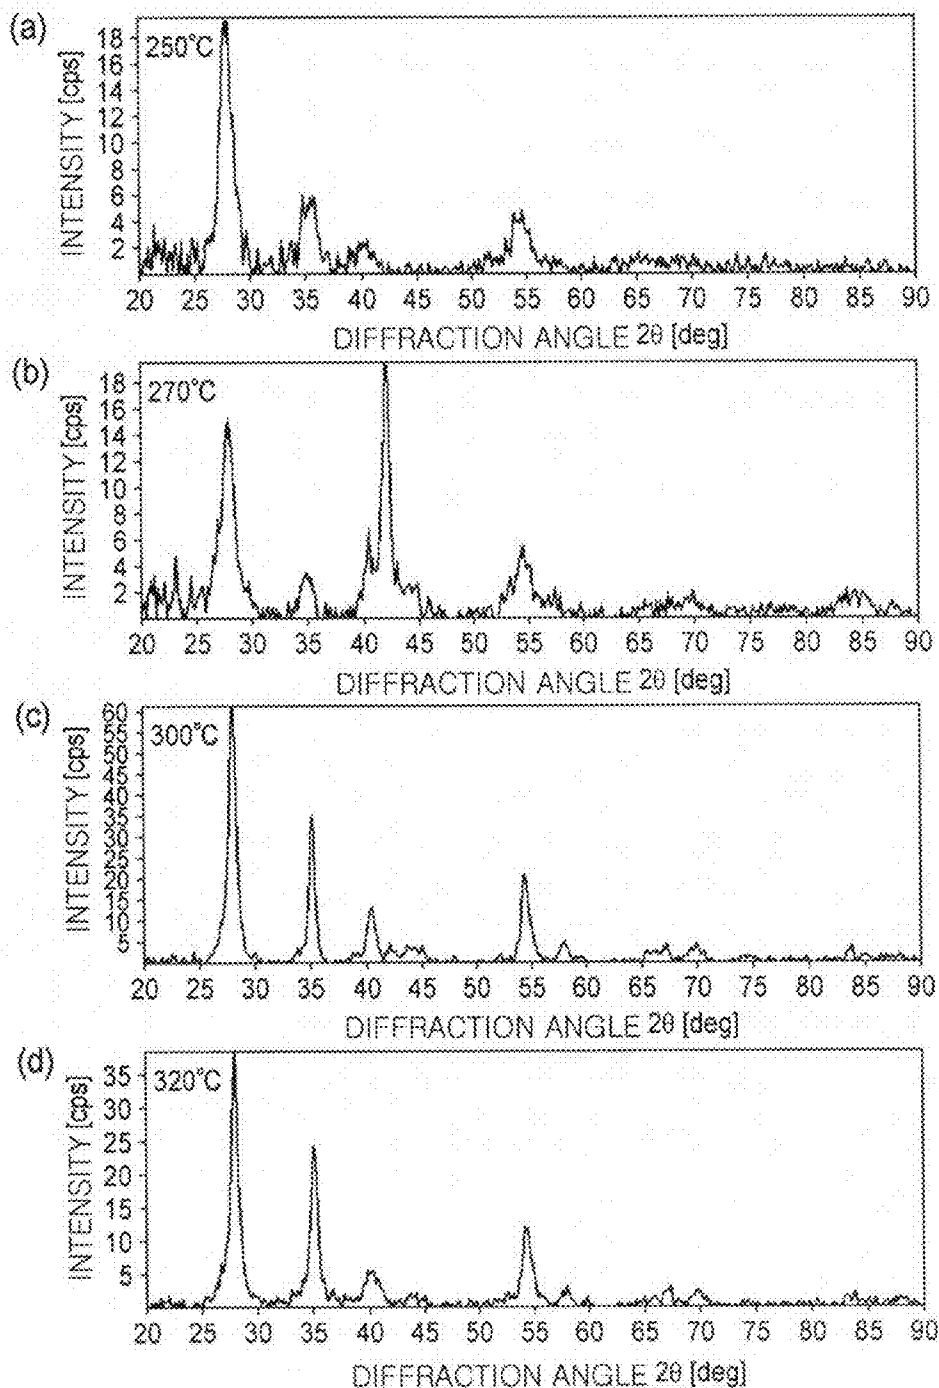 (a)
INTENSITY [cps]
18
16
14
12
10
8
6
4
2
250°C
20 25 30 35 40 45 50 55 60 65 70 75 80 85 90
DIFFRACTION ANGLE 2θ [deg]
(b)
INTENSITY [cps]
18
16
14
12
10
8
6
4
2
270°C
20 25 30 35 40 45 50 55 60 65 70 75 80 85 90
DIFFRACTION ANGLE 2θ [deg]
(c)
INTENSITY [cps]
60
55
50
45
40
35
30
25
20
15
10
5
300°C
20 25 30 35 40 45 50 55 60 65 70 75 80 85 90
DIFFRACTION ANGLE 2θ [deg]
(d)
INTENSITY [cps]
35
30
25
20
15
10
5
320°C
20 25 30 35 40 45 50 55 60 65 70 75 80 85 90
DIFFRACTION ANGLE 2θ [deg]